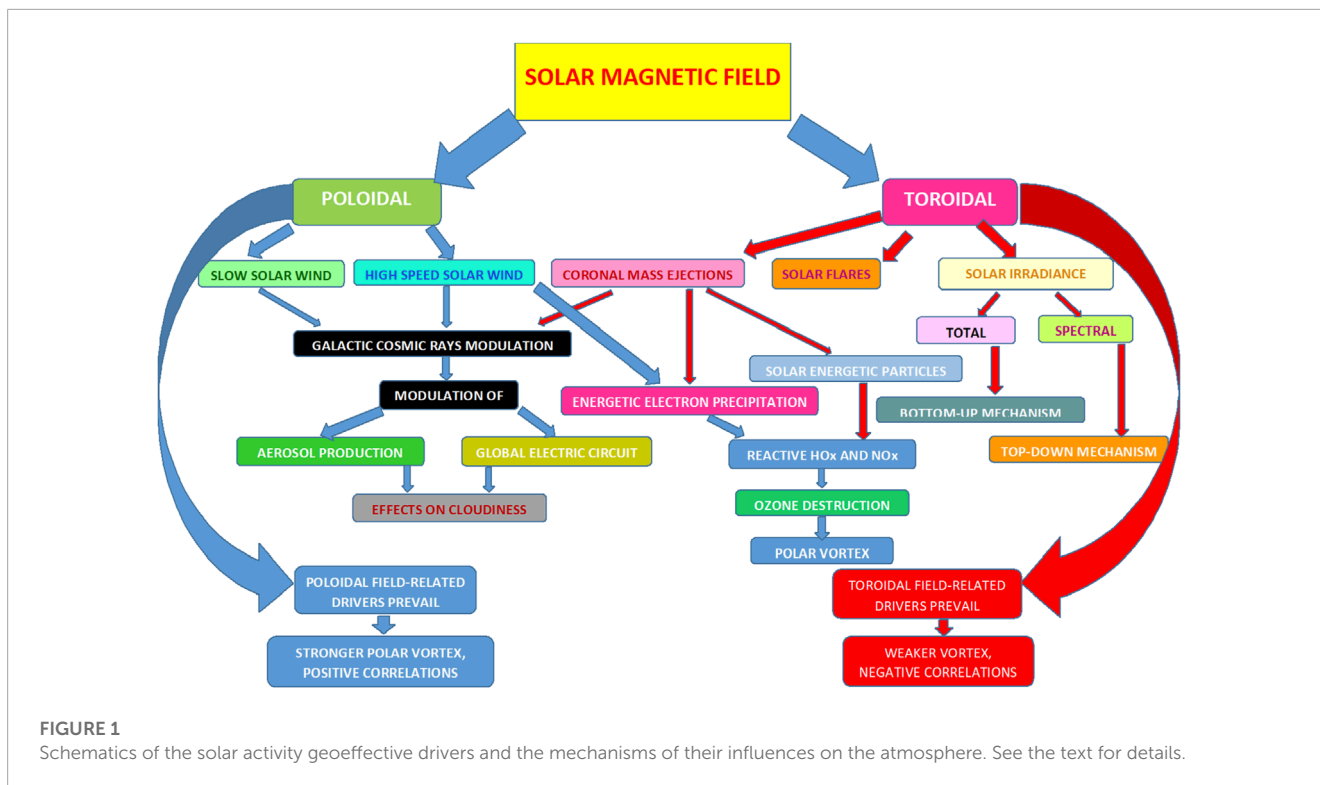 SOLAR MAGNETIC FIELD
POLOIDAL
TOROIDAL
SLOW SOLAR WIND
HIGH SPEED SOLAR WIND
CORONAL MASS EJECTIONS
SOLAR FLARES
SOLAR IRRADIANCE
TOTAL
SPECTRAL
GALACTIC COSMIC RAYS MODULATION
SOLAR ENERGETIC PARTICLES
MODULATION OF
ENERGETIC ELECTRON PRECIPITATION
BOTTOM-UP MECHANISM
AEROSOL PRODUCTION
GLOBAL ELECTRIC CIRCUIT
REACTIVE HOx AND NOx
TOP-DOWN MECHANISM
EFFECTS ON CLOUDINESS
OZONE DESTRUCTION
POLAR VORTEX
POLOIDAL FIELD-RELATED
DRIVERS PREVAIL
TOROIDAL FIELD-RELATED
DRIVERS PREVAIL
STRONGER POLAR VORTEX,
POSITIVE CORRELATIONS
WEAKER VORTEX,
NEGATIVE CORRELATIONS
FIGURE 1
Schematics of the solar activity geoeffective drivers and the mechanisms of their influences on the atmosphere. See the text for details.